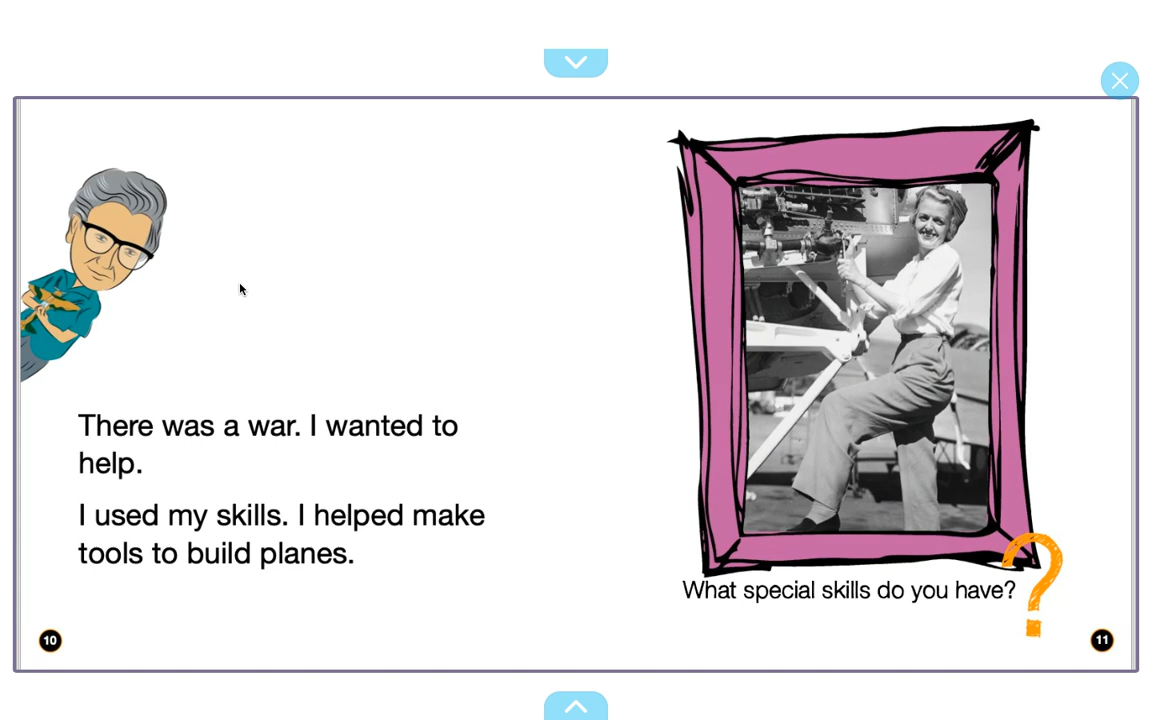 There was a war. I wanted to
help.
I used my skills. I helped make
tools to build planes.
What special skills do you have?
?
10
11